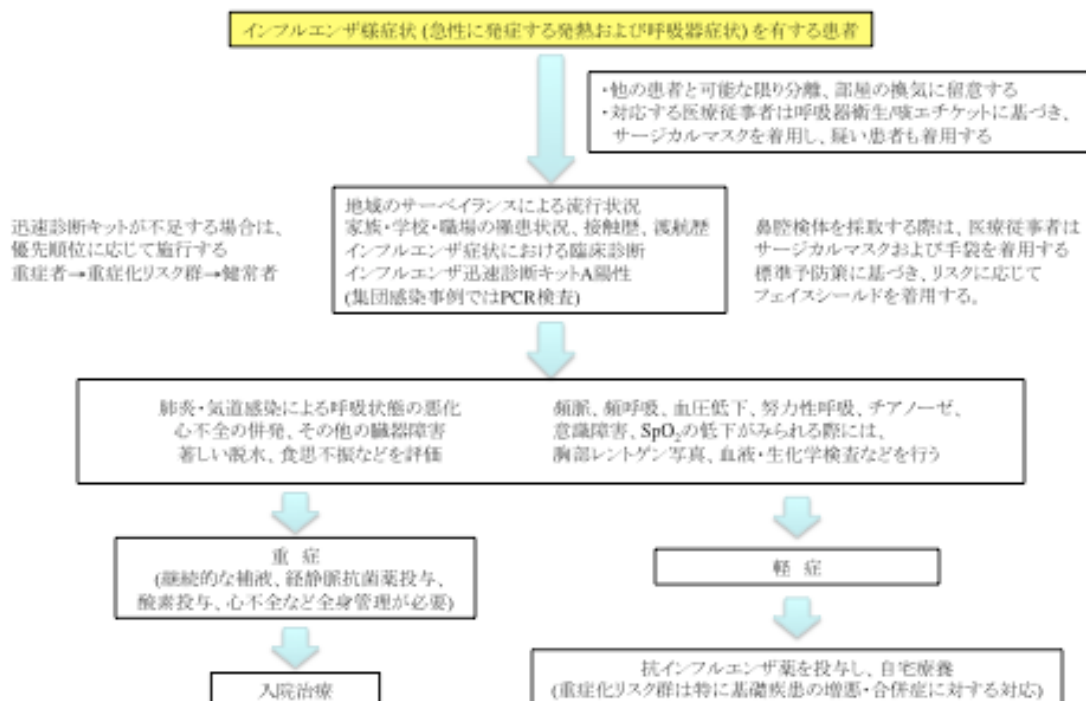 インフルエンザ様症状 (急性に発症する発熱および呼吸器症状) を有する患者
・他の患者と可能な限り分離、部屋の換気に留意する
・対応する医療従事者は呼吸器衛生/咳エチケットに基づき、
サージカルマスクを着用し、疑い患者も着用する
迅速診断キットが不足する場合は、
優先順位に応じて施行する
重症者→重症化リスク群→健常者
地域のサーベイランスによる流行状況
家族・学校・職場の罹患状況、接触歴、渡航歴
インフルエンザ症状における臨床診断
インフルエンザ迅速診断キットA陽性
(集団感染事例ではPCR検査)
鼻腔検体を採取する際は、医療従事者は
サージカルマスクおよび手袋を着用する
標準予防策に基づき、リスクに応じて
フェイスシールドを着用する。
肺炎・気道感染による呼吸状態の悪化
心不全の併発、その他の臓器障害
著しい脱水、食思不振などを評価
頻脈、頻呼吸、血圧低下、努力性呼吸、チアノーゼ、
意識障害、SpO₂の低下がみられる際には、
胸部レントゲン写真、血液・生化学検査などを行う
重 症
(継続的な補液、経静脈抗菌薬投与、
酸素投与、心不全など全身管理が必要)
軽 症
入院治療
抗インフルエンザ薬を投与し、自宅療養
(重症化リスク群は特に基礎疾患の増悪・合併症に対する対応)